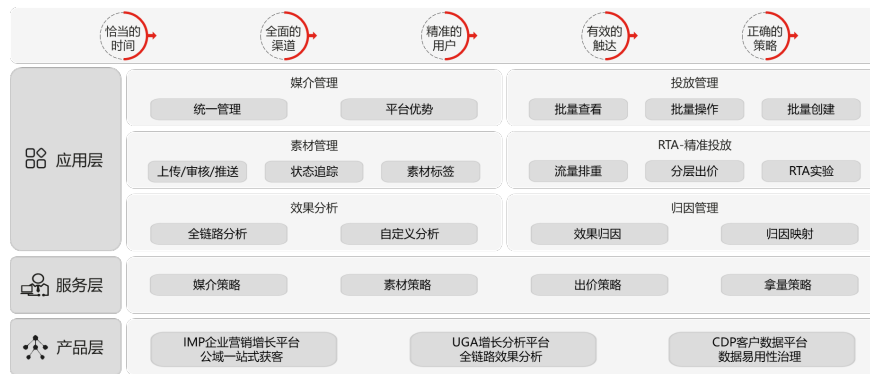 恰当的
时间
全面的
渠道
精准的
用户
有效的
触达
正确的
策略
应用层
媒介管理
统一管理
平台优势
投放管理
批量查看
批量操作
批量创建
素材管理
上传/审核/推送
状态追踪
素材标签
RTA-精准投放
流量排重
分层出价
RTA实验
效果分析
全链路分析
自定义分析
归因管理
效果归因
归因映射
服务层
媒介策略
素材策略
出价策略
拿量策略
产品层
IMP企业营销增长平台
公域一站式获客
UGA增长分析平台
全链路效果分析
CDP客户数据平台
数据易用性治理